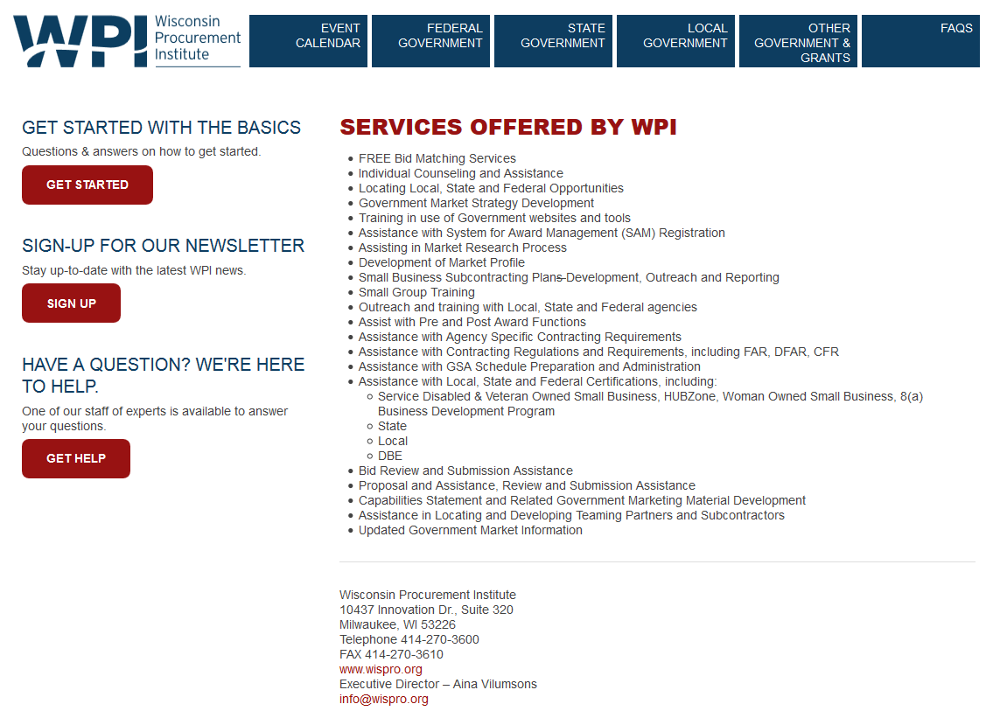 WPI
Wisconsin
Procurement
Institute
EVENT
CALENDAR
FEDERAL
GOVERNMENT
STATE
GOVERNMENT
LOCAL
GOVERNMENT
OTHER
GOVERNMENT &
GRANTS
FAQS
GET STARTED WITH THE BASICS
Questions & answers on how to get started.
GET STARTED
SIGN-UP FOR OUR NEWSLETTER
Stay up-to-date with the latest WPI news.
SIGN UP
HAVE A QUESTION? WE'RE HERE
TO HELP.
One of our staff of experts is available to answer
your questions.
GET HELP
SERVICES OFFERED BY WPI
FREE Bid Matching Services
Individual Counseling and Assistance
Locating Local, State and Federal Opportunities
Government Market Strategy Development
Training in use of Government websites and tools
Assistance with System for Award Management (SAM) Registration
Assisting in Market Research Process
Development of Market Profile
Small Business Subcontracting Plans Development, Outreach and Reporting
Small Group Training
Outreach and training with Local, State and Federal agencies
Assist with Pre and Post Award Functions
Assistance with Agency Specific Contracting Requirements
Assistance with Contracting Regulations and Requirements, including FAR, DFAR, CFR
Assistance with GSA Schedule Preparation and Administration
Assistance with Local, State and Federal Certifications, including:
Service Disabled & Veteran Owned Small Business, HUBZone, Woman Owned Small Business, 8(a)
Business Development Program
State
Local
DBE
Bid Review and Submission Assistance
Proposal and Assistance, Review and Submission Assistance
Capabilities Statement and Related Government Marketing Material Development
Assistance in Locating and Developing Teaming Partners and Subcontractors
Updated Government Market Information
Wisconsin Procurement Institute
10437 Innovation Dr., Suite 320
Milwaukee, WI 53226
Telephone 414-270-3600
FAX 414-270-3610
www.wispro.org
Executive Director – Aina Vilumsons
info@wispro.org